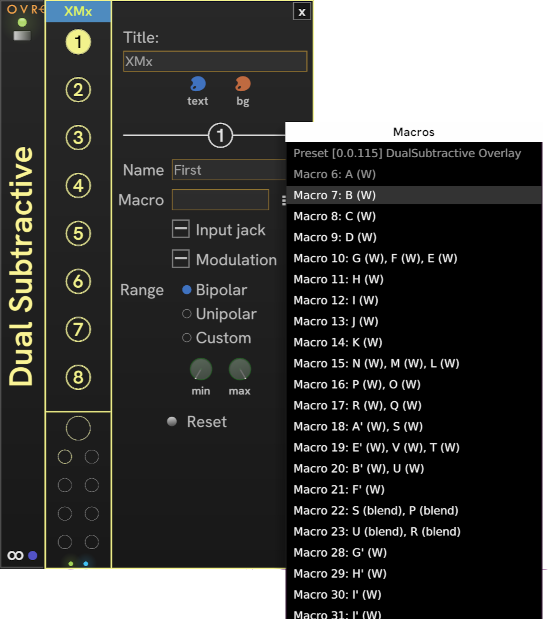 OVR
XMx
x
1
2
3
4
5
6
7
8
Dual Subtractive
Title:
XMx
text
bg
1
Name
First
Macro
Input jack
Modulation
Range
Bipolar
Unipolar
Custom
min
max
Reset
Macros
Preset [0.0.115] DualSubtractive Overlay
Macro 6: A (W)
Macro 7: B (W)
Macro 8: C (W)
Macro 9: D (W)
Macro 10: G (W), F (W), E (W)
Macro 11: H (W)
Macro 12: I (W)
Macro 13: J (W)
Macro 14: K (W)
Macro 15: N (W), M (W), L (W)
Macro 16: P (W), O (W)
Macro 17: R (W), Q (W)
Macro 18: A' (W), S (W)
Macro 19: E' (W), V (W), T (W)
Macro 20: B' (W), U (W)
Macro 21: F' (W)
Macro 22: S (blend), P (blend)
Macro 23: U (blend), R (blend)
Macro 28: G' (W)
Macro 29: H' (W)
Macro 30: I' (W)
Macro 31: I' (W)